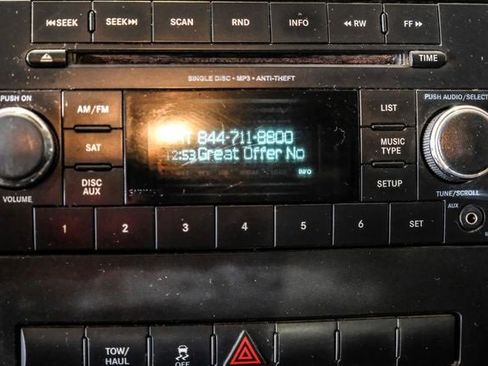 SEEK SEEK SCAN RND INFO RW FF
TIME
SINGLE DISC • MP3 • ANTI-THEFT
PUSH ON
PUSH AUDIO/SELECT
AM/FM
LIST
844-711-8800
SAT
MUSIC
TYPE
12:53 Great Offer No
INFO
DISC
AUX
SETUP
VOLUME
TUNE/SCROLL
AUX
1 2 3 4 5 6 SET
TOW/
HAUL
OFF